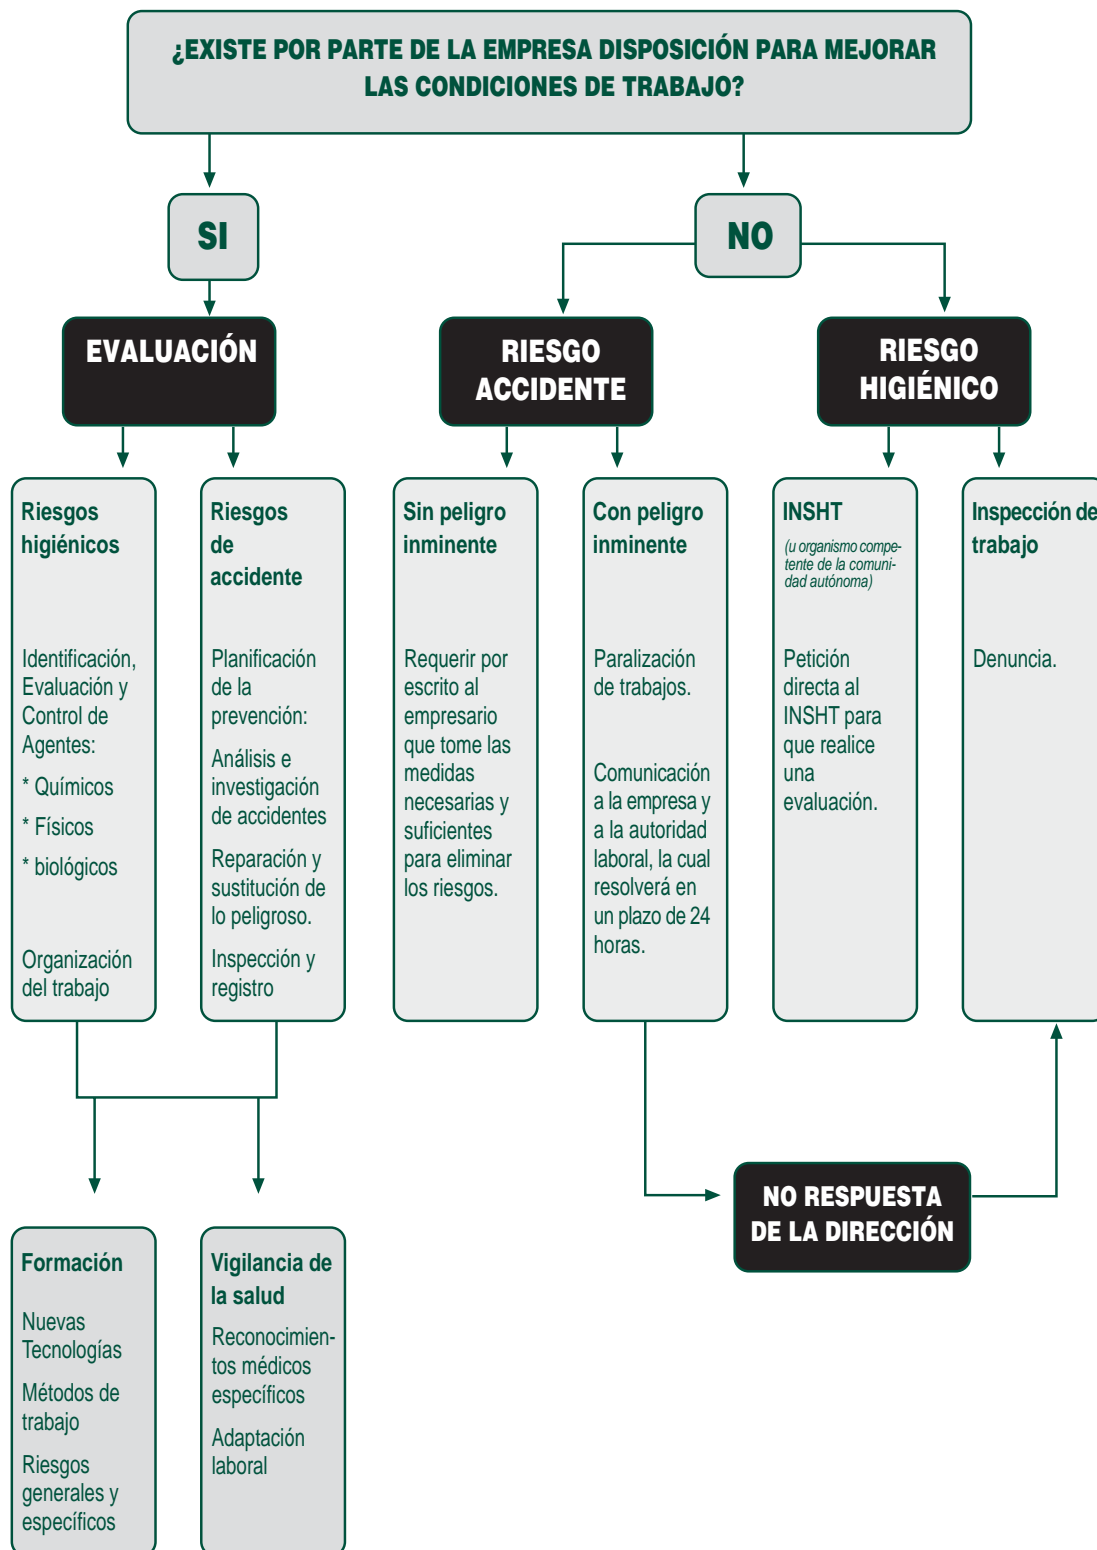 ¿EXISTE POR PARTE DE LA EMPRESA DISPOSICIÓN PARA MEJORAR
LAS CONDICIONES DE TRABAJO?
SI
NO
EVALUACIÓN
RIESGO
ACCIDENTE
RIESGO
HIGIÉNICO
Riesgos
higiénicos
Identificación,
Evaluación y
Control de
Agentes:
* Químicos
* Físicos
* biológicos
Organización
del trabajo
Riesgos
de
accidente
Planificación
de la
prevención:
Análisis e
investigación
de accidentes
Reparación y
sustitución de
lo peligroso.
Inspección y
registro
Sin peligro
inminente
Requerir por
escrito al
empresario
que tome las
medidas
necesarias y
suficientes
para eliminar
los riesgos.
Con peligro
inminente
Paralización
de trabajos.
Comunicación
a la empresa y
a la autoridad
laboral, la cual
resolverá en
un plazo de 24
horas.
INSHT
(u organismo compe-
tente de la comuni-
dad autónoma)
Petición
directa al
INSHT para
que realice
una
evaluación.
Inspección de
trabajo
Denuncia.
NO RESPUESTA
DE LA DIRECCIÓN
Formación
Nuevas
Tecnologías
Métodos de
trabajo
Riesgos
generales y
específicos
Vigilancia de
la salud
Reconocimien-
tos médicos
específicos
Adaptación
laboral